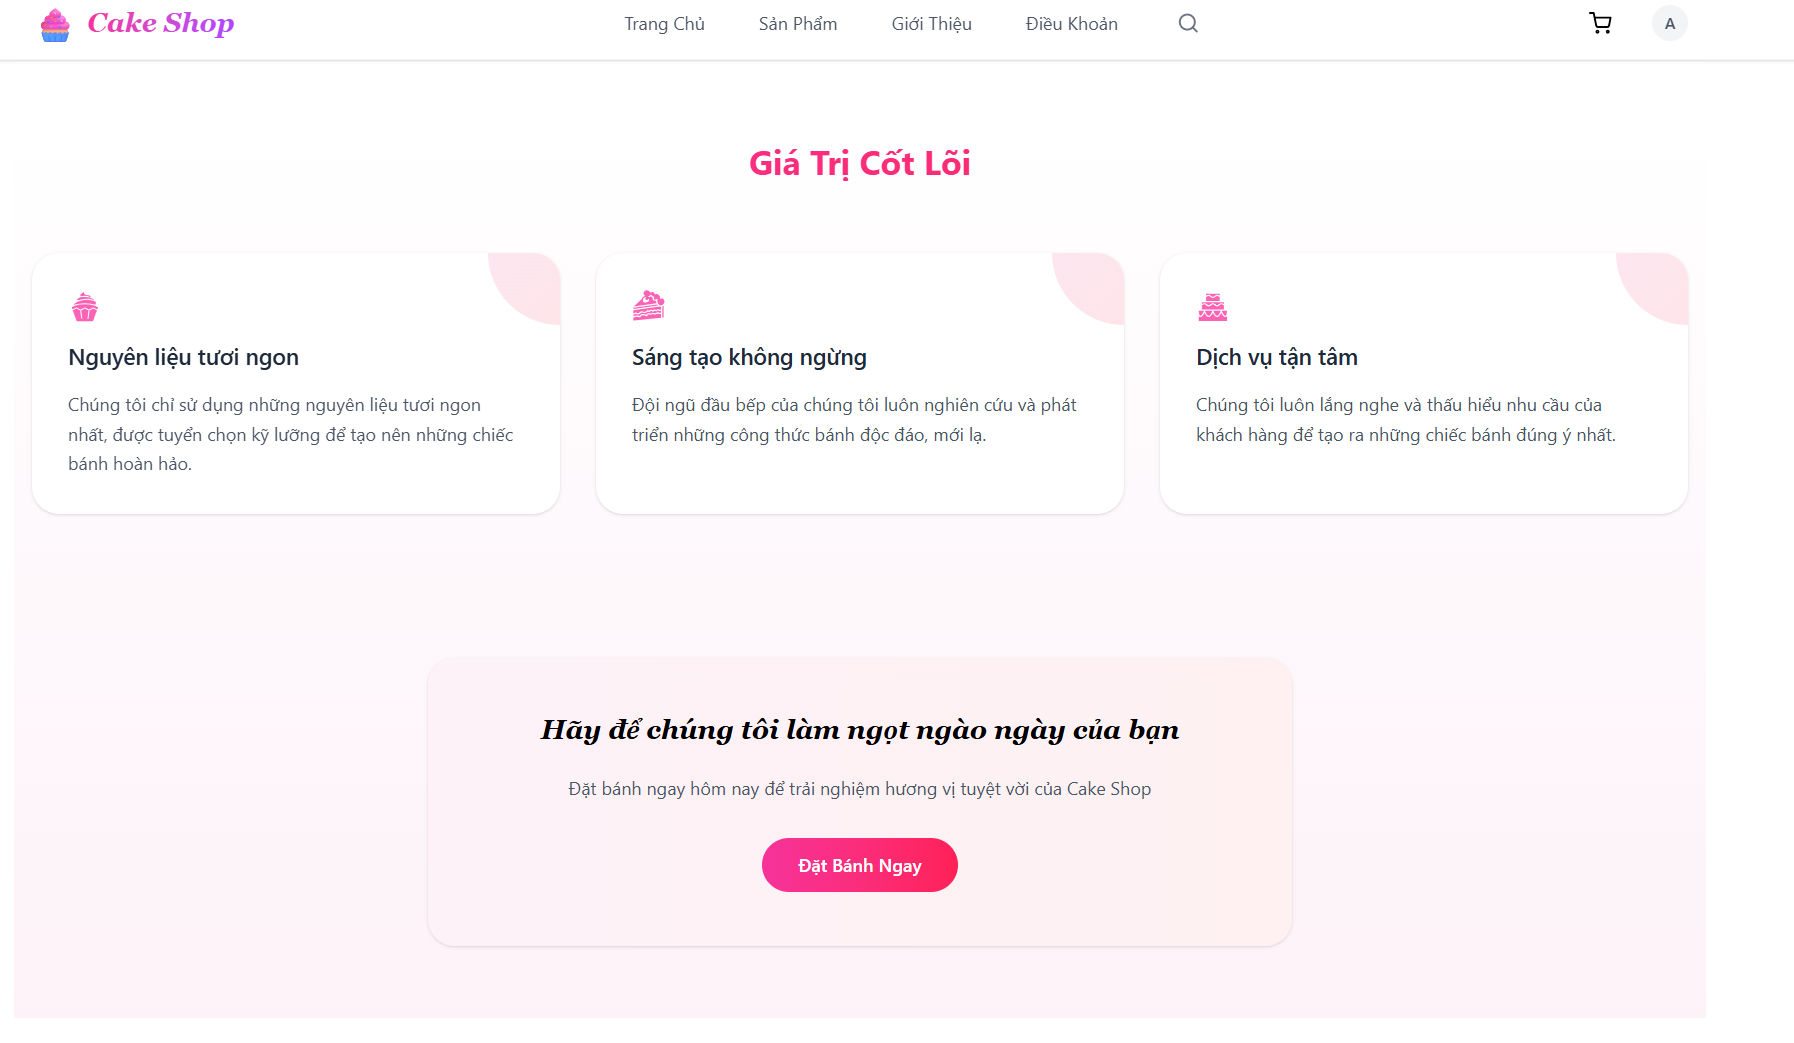 Cake Shop
Trang Chủ
Sản Phẩm
Giới Thiệu
Điều Khoản
A
Giá Trị Cốt Lõi
Nguyên liệu tươi ngon
Chúng tôi chỉ sử dụng những nguyên liệu tươi ngon
nhất, được tuyển chọn kỹ lưỡng để tạo nên những chiếc
bánh hoàn hảo.
Sáng tạo không ngừng
Đội ngũ đầu bếp của chúng tôi luôn nghiên cứu và phát
triển những công thức bánh độc đáo, mới lạ.
Dịch vụ tận tâm
Chúng tôi luôn lắng nghe và thấu hiểu nhu cầu của
khách hàng để tạo ra những chiếc bánh đúng ý nhất.
Hãy để chúng tôi làm ngọt ngào ngày của bạn
Đặt bánh ngay hôm nay để trải nghiệm hương vị tuyệt vời của Cake Shop
Đặt Bánh Ngay